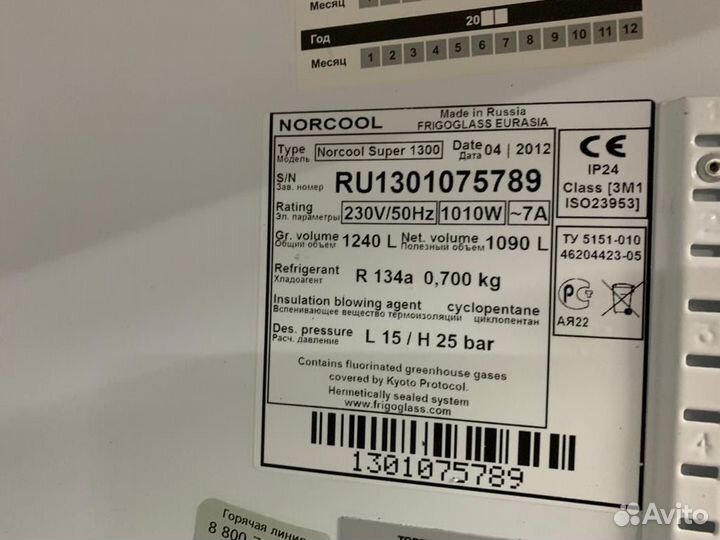 Месяц 1
20
Год
Месяц 1 2 3 4 5 6 7 8 9 10 11 12
NORCOOL
Made in Russia
FRIGOGLASS EURASIA
Type
Модель
Norcool Super 1300
Date
Дата
04 | 2012
S/N
Зав. номер
RU1301075789
Rating
Эл. параметры
230V/50Hz 1010W ~7A
Gr. volume
Общий объем
1240 L
Net. volume
Полезный объем
1090 L
Refrigerant
Хладоагент
R 134a 0,700 kg
Insulation blowing agent cyclopentane
Вспенивающее вещество термоизоляции циклопентан
Des. pressure
Расч. давление
L 15 / H 25 bar
Contains fluorinated greenhouse gases
covered by Kyoto Protocol.
Hermetically sealed system
www.frigoglass.com
CE
IP24
Class [3M1
ISO23953]
ТУ 5151-010
46204423-05
РСТ
АЯ22
1301075789
4
Горячая линия
8 800
Avito